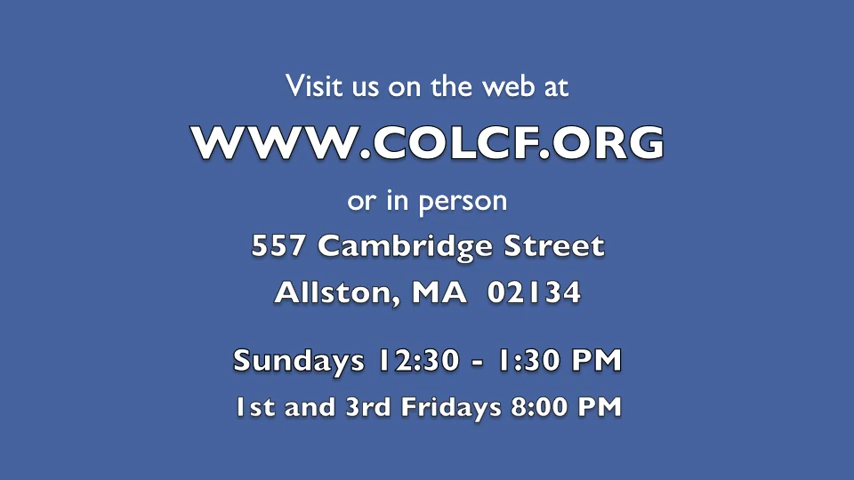 Visit us on the web at
WWW.COLCF.ORG
or in person
557 Cambridge Street
Allston, MA 02134
Sundays 12:30 - 1:30 PM
1st and 3rd Fridays 8:00 PM